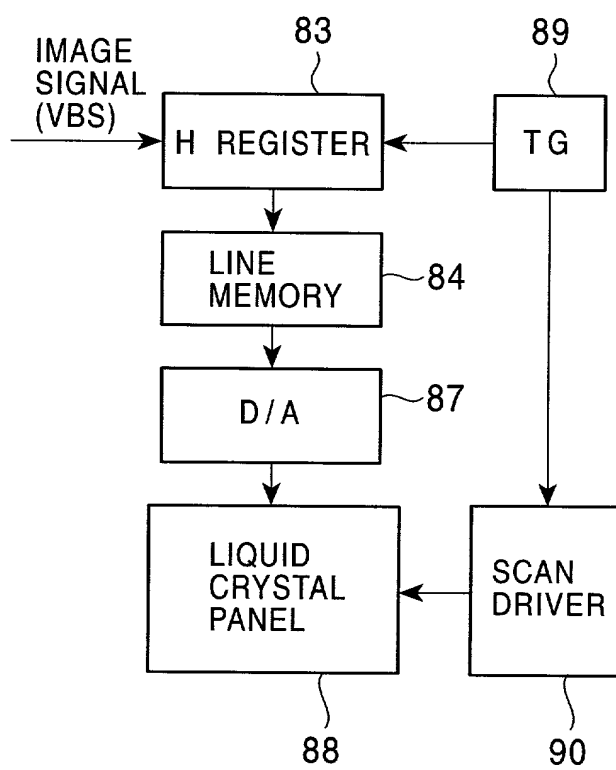 IMAGE
SIGNAL
(VBS)
83
89
H REGISTER
TG
LINE
MEMORY
84
D/A
87
LIQUID
CRYSTAL
PANEL
SCAN
DRIVER
88
90